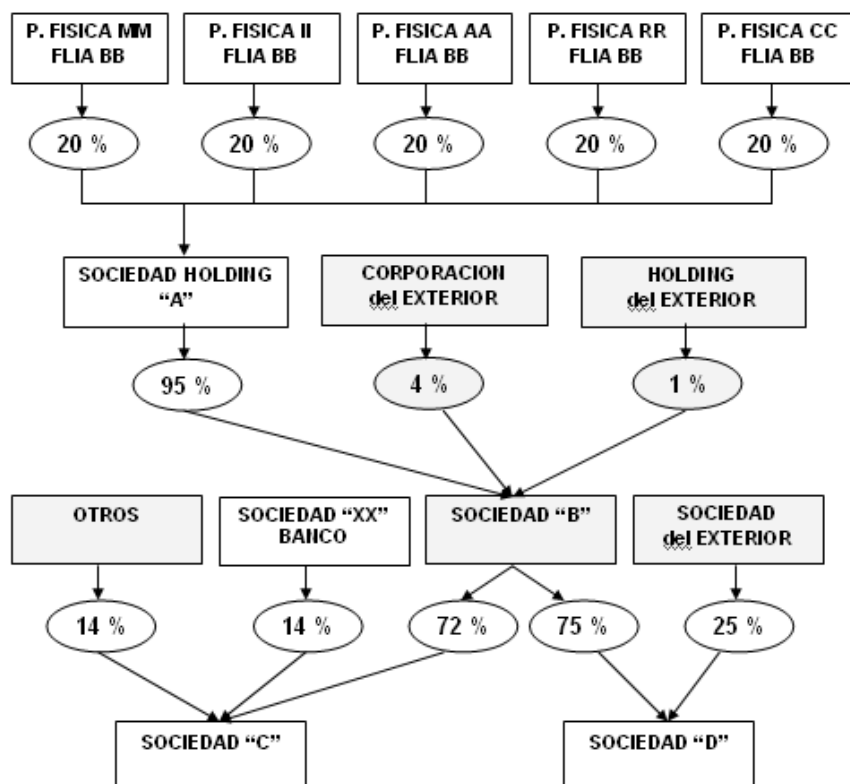 P. FISICA MM
FLIA BB
P. FISICA II
FLIA BB
P. FISICA AA
FLIA BB
P. FISICA RR
FLIA BB
P. FISICA CC
FLIA BB
20 %
20 %
20 %
20 %
20 %
SOCIEDAD HOLDING
“A”
CORPORACION
del EXTERIOR
HOLDING
del EXTERIOR
95 %
4 %
1 %
OTROS
SOCIEDAD “XX”
BANCO
SOCIEDAD “B”
SOCIEDAD
del EXTERIOR
14 %
14 %
72 %
75 %
25 %
SOCIEDAD “C”
SOCIEDAD “D”